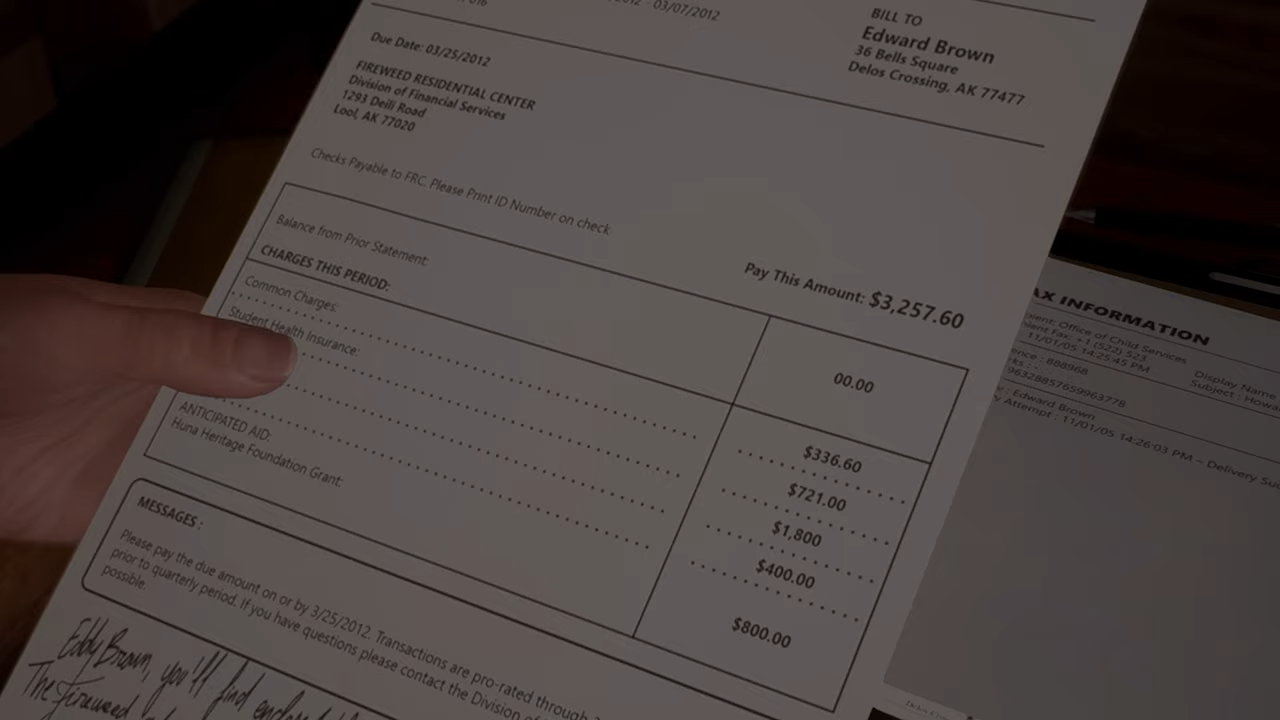 03/07/2012
BILL TO
Edward Brown
36 Bells Square
Delos Crossing, AK 77477
Due Date: 03/25/2012
FIREWEED RESIDENTIAL CENTER
Division of Financial Services
1293 Deili Road
Lool, AK 77020
Checks Payable to FRC. Please Print ID Number on check
Pay This Amount: $3,257.60
Balance from Prior Statement:
00.00
CHARGES THIS PERIOD:
Common Charges:
$336.60
Student Health Insurance:
$721.00
$1,800
$400.00
ANTICIPATED AID:
Huna Heritage Foundation Grant:
$800.00
MESSAGES :
Please pay the due amount on or by 3/25/2012. Transactions are pro-rated through
prior to quarterly period. If you have questions please contact the Division of
possible.
Eddy Brown, you'll find
The Fireweed
AX INFORMATION
Office of Child Services
Fax: +1 (522) 523
11/01/05 14:25:45 PM
Display Name
Subject :
: 888968
96328857659963778
: Edward Brown
Attempt : 11/01/05 14:26:03 PM – Delivery